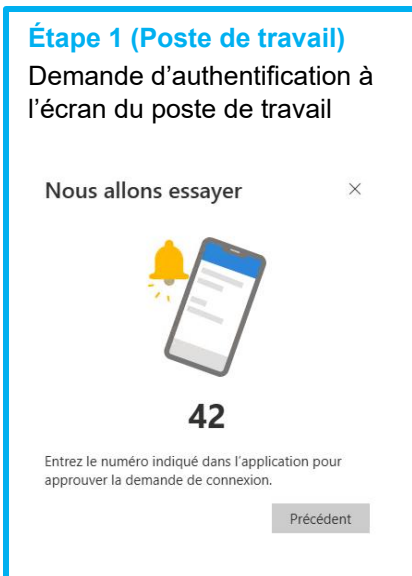 Étape 1 (Poste de travail)
Demande d’authentification à
l’écran du poste de travail
Nous allons essayer
42
Entrez le numéro indiqué dans l’application pour
approuver la demande de connexion.
Précédent